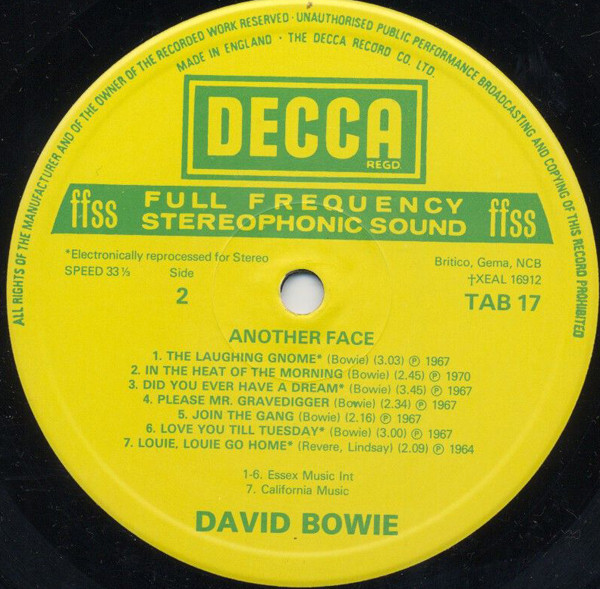 ALL RIGHTS OF THE MANUFACTURER AND OF THE OWNER OF THE RECORDED WORK RESERVED · UNAUTHORISED PUBLIC PERFORMANCE BROADCASTING AND COPYING OF THIS RECORD PROHIBITED
MADE IN ENGLAND · THE DECCA RECORD CO. LTD.
DECCA
REGD.
ffss FULL FREQUENCY ffss
STEREOPHONIC SOUND
*Electronically reprocessed for Stereo Britico, Gema, NCB
SPEED 33⅓ Side †XEAL 16912
2 TAB 17
ANOTHER FACE
1. THE LAUGHING GNOME* (Bowie) (3.03) ℗ 1967
2. IN THE HEAT OF THE MORNING (Bowie) (2.45) ℗ 1970
3. DID YOU EVER HAVE A DREAM* (Bowie) (3.45) ℗ 1967
4. PLEASE MR. GRAVEDIGGER (Bowie) (2.34) ℗ 1967
5. JOIN THE GANG (Bowie) (2.16) ℗ 1967
6. LOVE YOU TILL TUESDAY* (Bowie) (3.00) ℗ 1967
7. LOUIE, LOUIE GO HOME* (Revere, Lindsay) (2.09) ℗ 1964
1-6. Essex Music Int
7. California Music
DAVID BOWIE